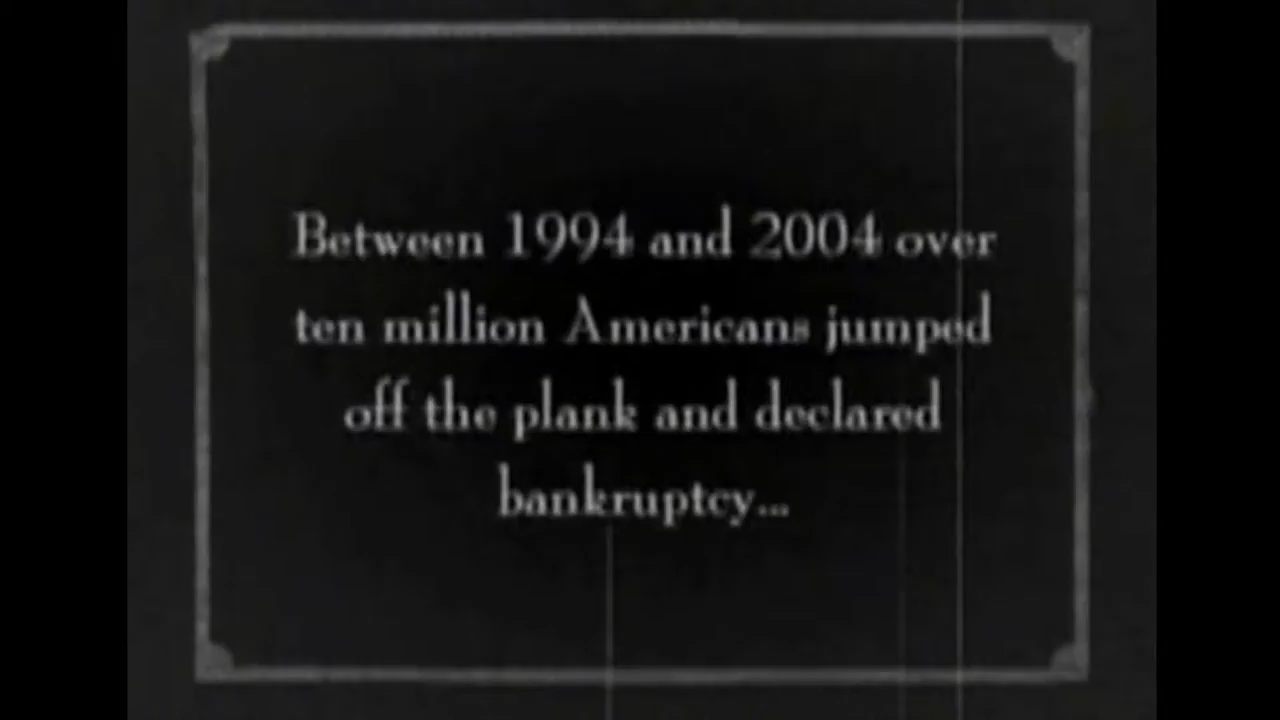 Between 1994 and 2004 over
ten million Americans jumped
off the plank and declared
bankruptcy...